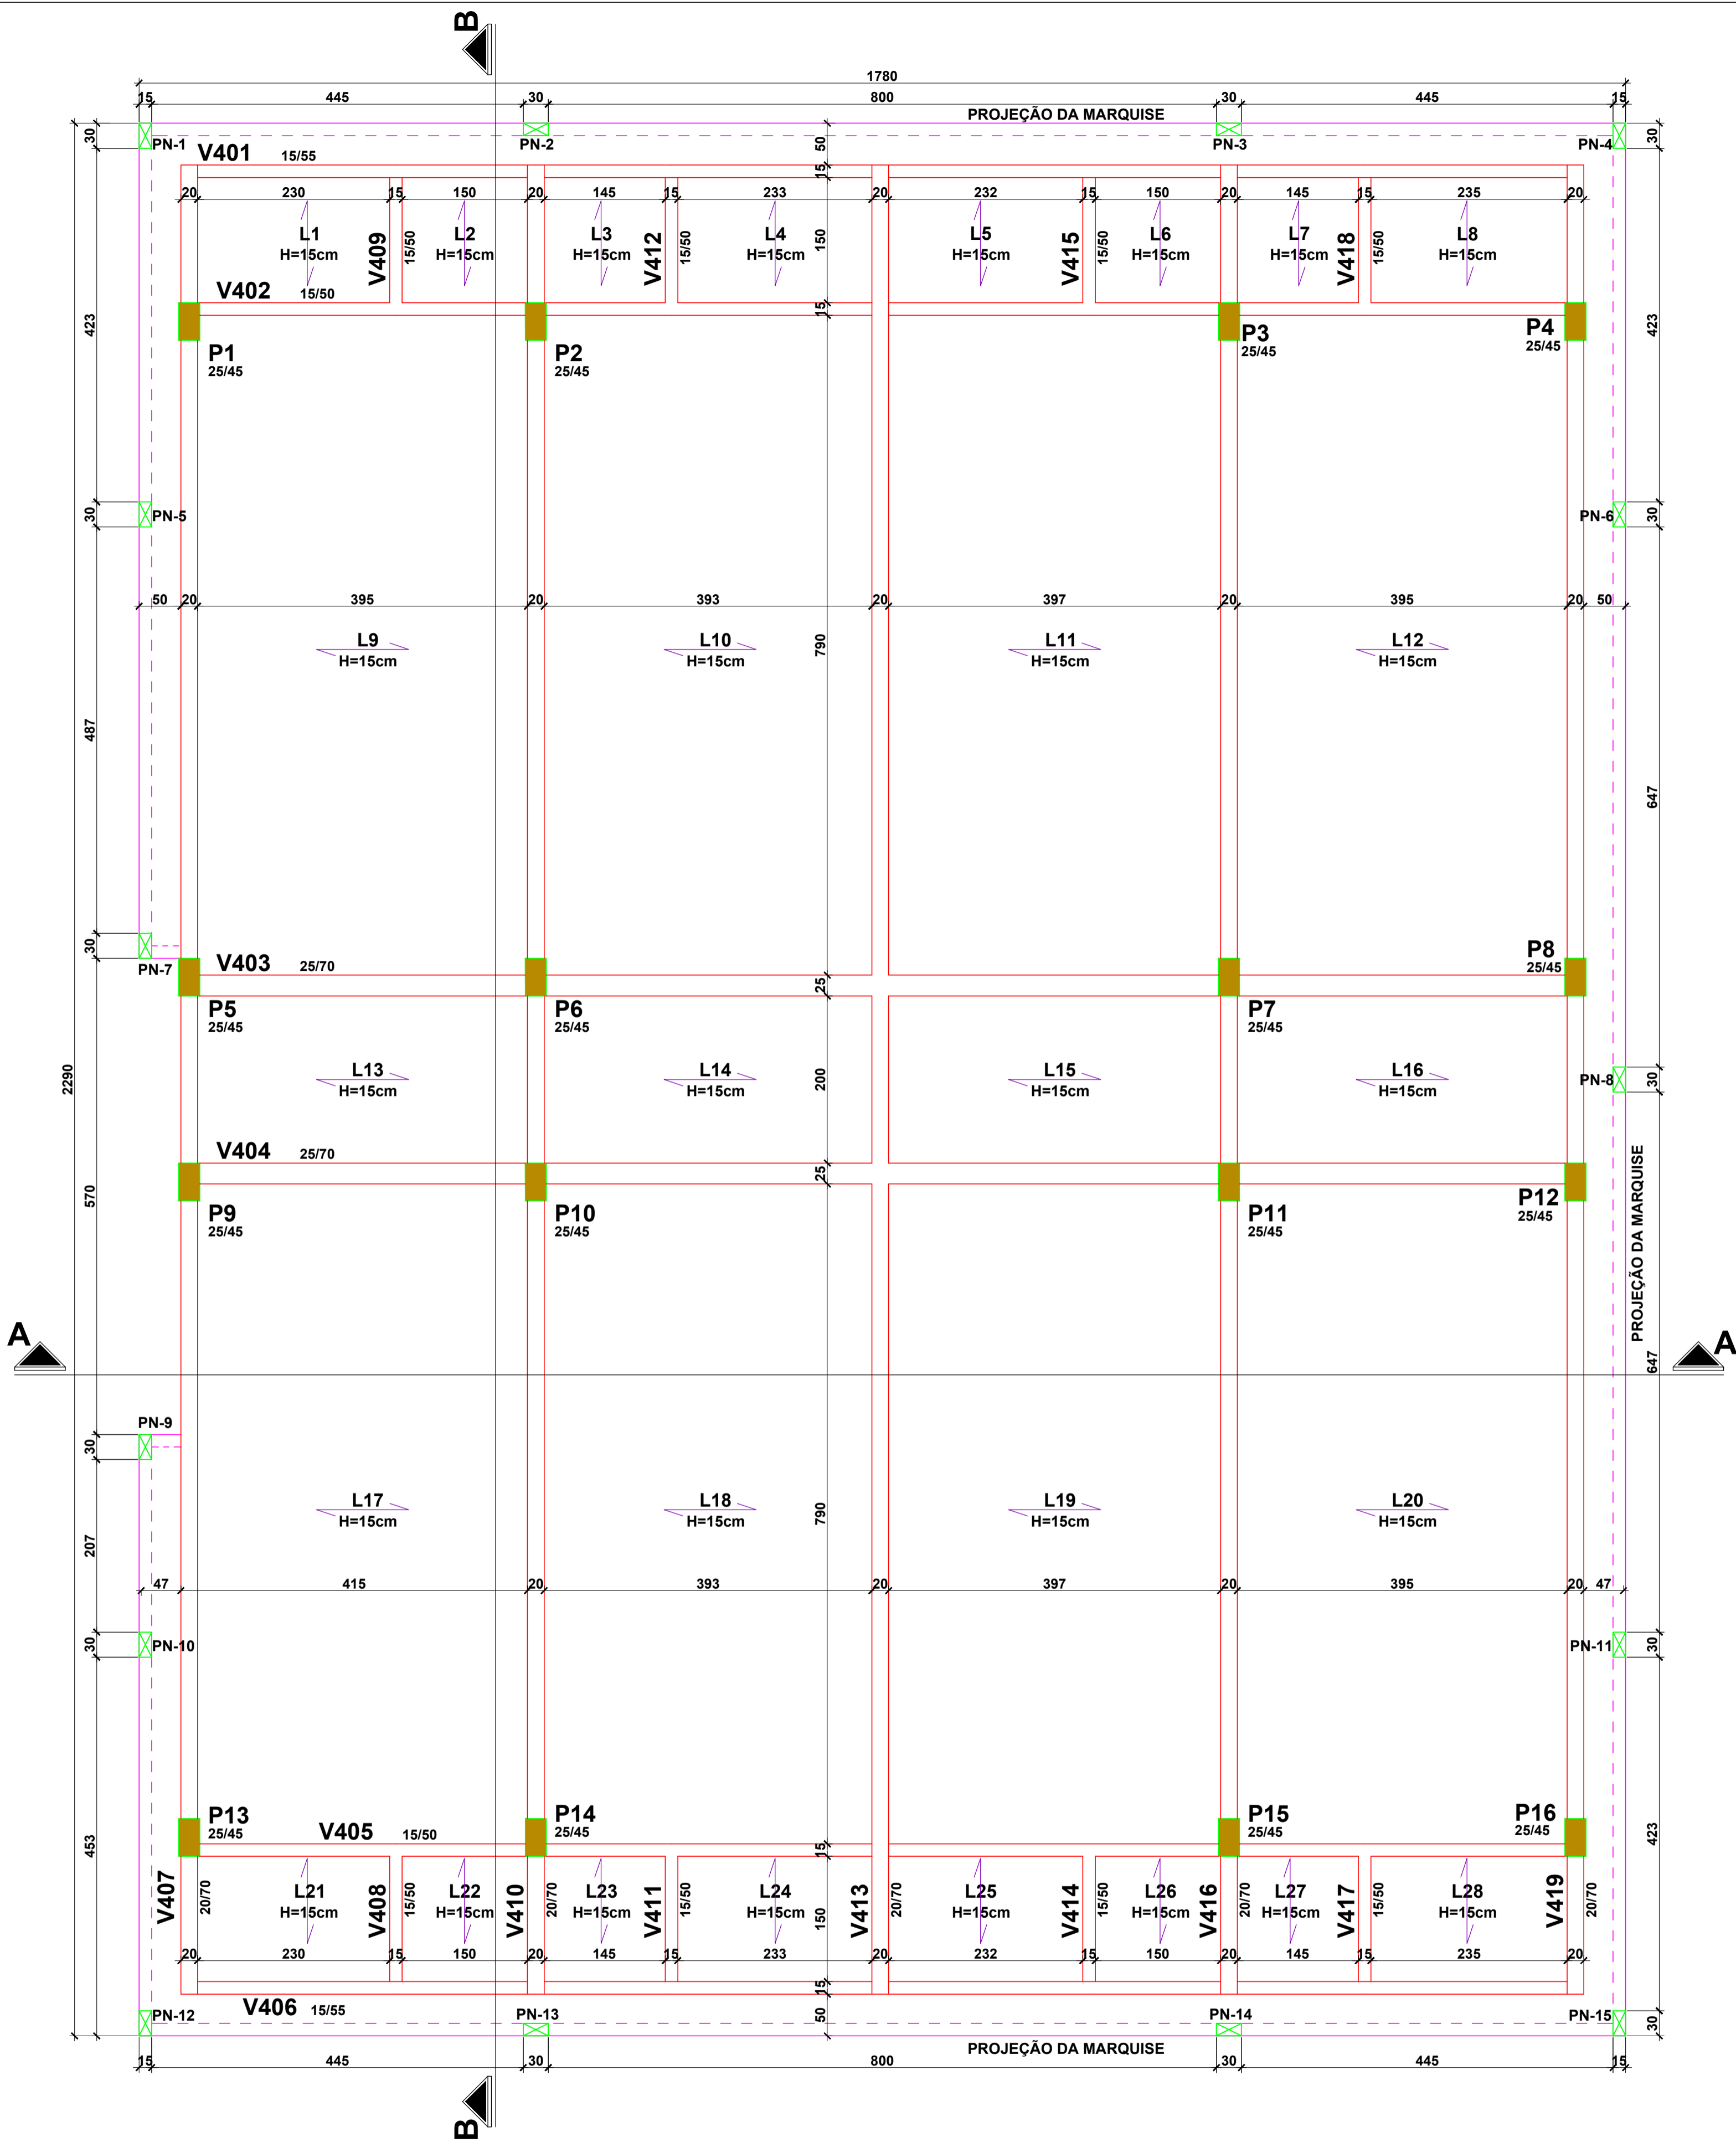 B
1780
15 445 30 800 30 445 15
PROJEÇÃO DA MARQUISE
30 PN-1 PN-2 50 PN-3 PN-4 30
V401 15/55
15
20 230 15 150 20 145 15 233 20 232 15 150 20 145 15 235 20
L1 L2 L3 L4 L5 L6 L7 L8
H=15cm V409 15/50 H=15cm H=15cm V412 15/50 H=15cm 150 H=15cm V415 15/50 H=15cm H=15cm V418 15/50 H=15cm
V402 15/50
15
423 423
P1 P2 P3 P4
25/45 25/45 25/45 25/45
30 PN-5 PN-6 30
50 20 395 20 393 20 397 20 395 20 50
L9 L10 790 L11 L12
H=15cm H=15cm H=15cm H=15cm
487
647
30
PN-7
V403 25/70
P8
25/45
25
P5 P6 P7
25/45 25/45 25/45
2290
L13 L14 200 L15 L16
H=15cm H=15cm H=15cm H=15cm
PN-8 30
V404 25/70
25
570
P9 P10 P11 P12
25/45 25/45 25/45 25/45
PROJEÇÃO DA MARQUISE
A A
647
PN-9
30
L17 L18 790 L19 L20
H=15cm H=15cm H=15cm H=15cm
207
47 415 20 393 20 397 20 395 20 47
30 PN-10 PN-11 30
P13 P14 P15 P16
25/45 25/45 25/45 25/45
V405 15/50
15
453 423
V407 20/70 L21 V408 15/50 L22 V410 20/70 L23 V411 15/50 L24 150 V413 20/70 L25 V414 15/50 L26 V416 20/70 L27 V417 15/50 L28 V419 20/70
H=15cm H=15cm H=15cm H=15cm H=15cm H=15cm H=15cm H=15cm
20 230 15 150 20 145 15 233 20 232 15 150 20 145 15 235 20
15
V406 15/55
PN-12 PN-13 50 PN-14 PN-15 30
PROJEÇÃO DA MARQUISE
15 445 30 800 30 445 15
B